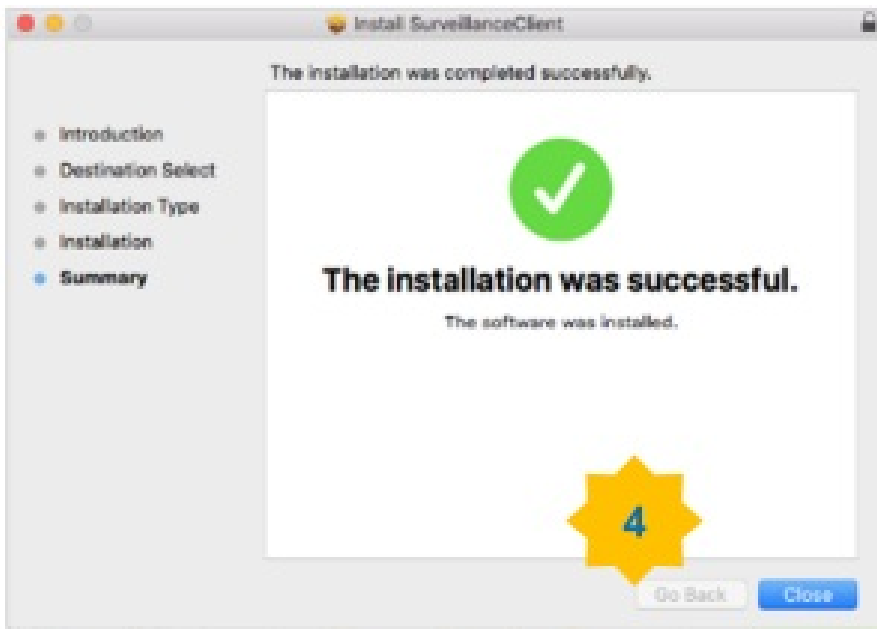 Install SurveillanceClient
The installation was completed successfully.
Introduction
Destination Select
Installation Type
Installation
Summary
The installation was successful.
The software was installed.
4
Go Back
Close